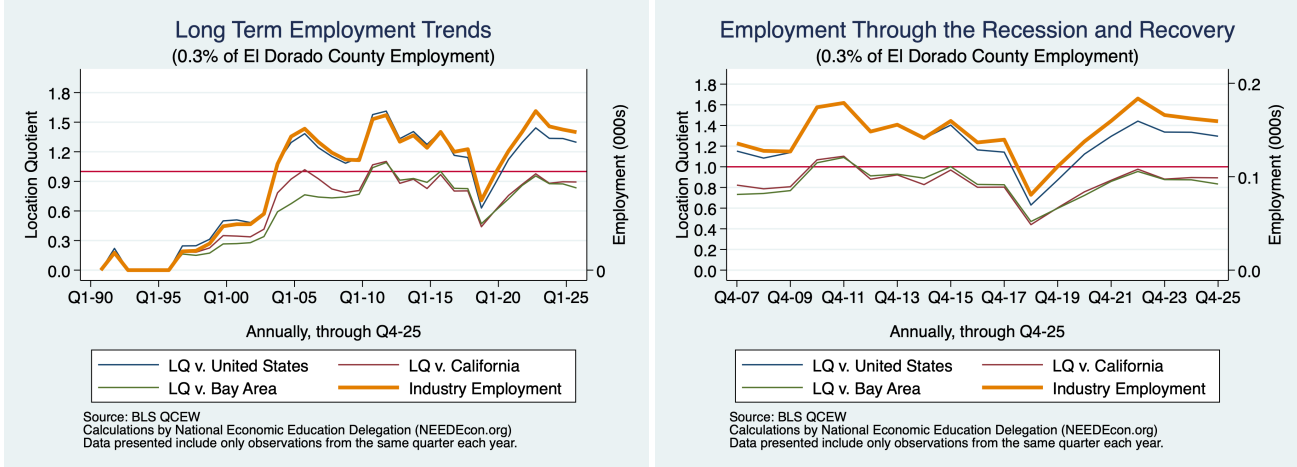 Long Term Employment Trends
(0.3% of El Dorado County Employment)
Location Quotient
1.8
1.5
1.2
0.9
0.6
0.3
0.0
0
Employment (000s)
Q1-90 Q1-95 Q1-00 Q1-05 Q1-10 Q1-15 Q1-20 Q1-25
Annually, through Q4-25
LQ v. United States LQ v. California
LQ v. Bay Area Industry Employment
Source: BLS QCEW
Calculations by National Economic Education Delegation (NEEDEcon.org)
Data presented include only observations from the same quarter each year.
Employment Through the Recession and Recovery
(0.3% of El Dorado County Employment)
Location Quotient
1.8
1.6
1.4
1.2
1.0
0.8
0.6
0.4
0.2
0.0
0.2
0.1
0.0
Employment (000s)
Q4-07 Q4-09 Q4-11 Q4-13 Q4-15 Q4-17 Q4-19 Q4-21 Q4-23 Q4-25
Annually, through Q4-25
LQ v. United States LQ v. California
LQ v. Bay Area Industry Employment
Source: BLS QCEW
Calculations by National Economic Education Delegation (NEEDEcon.org)
Data presented include only observations from the same quarter each year.